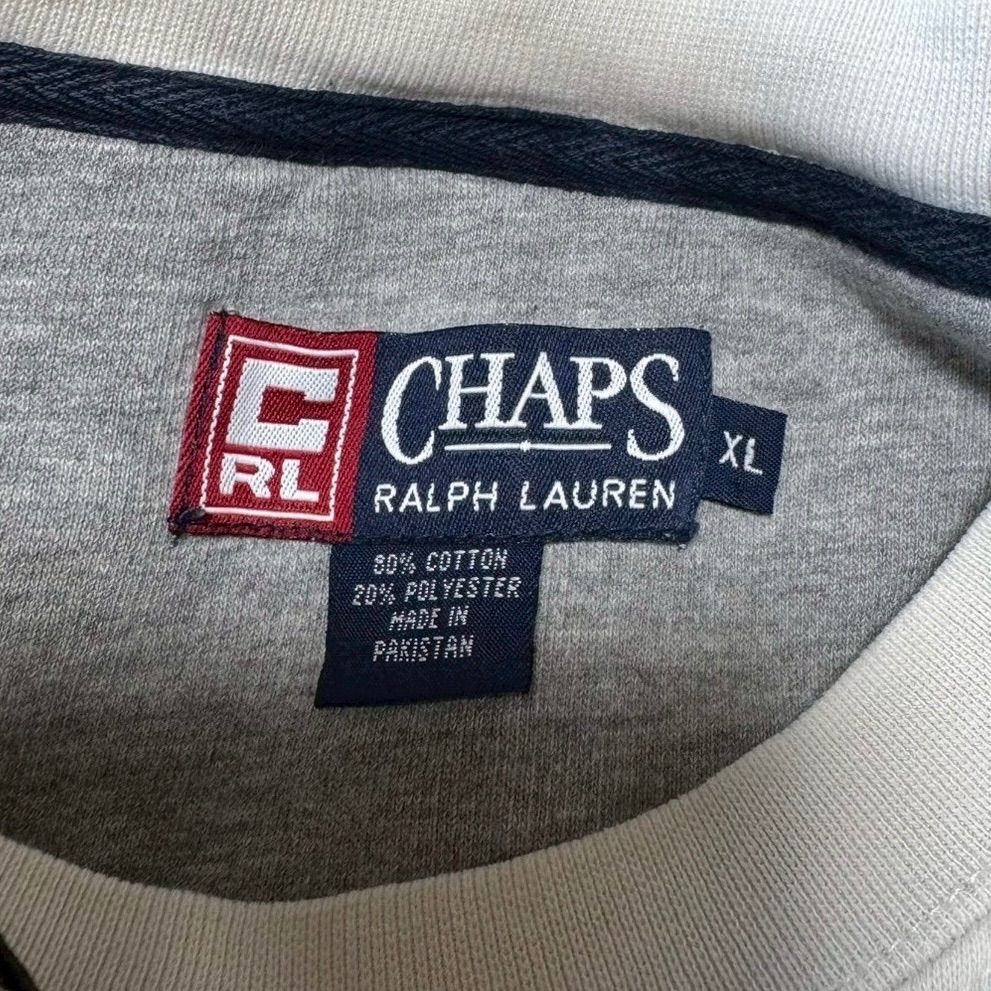 C
RL
CHAPS
RALPH LAUREN
XL
80% COTTON
20% POLYESTER
MADE IN
PAKISTAN